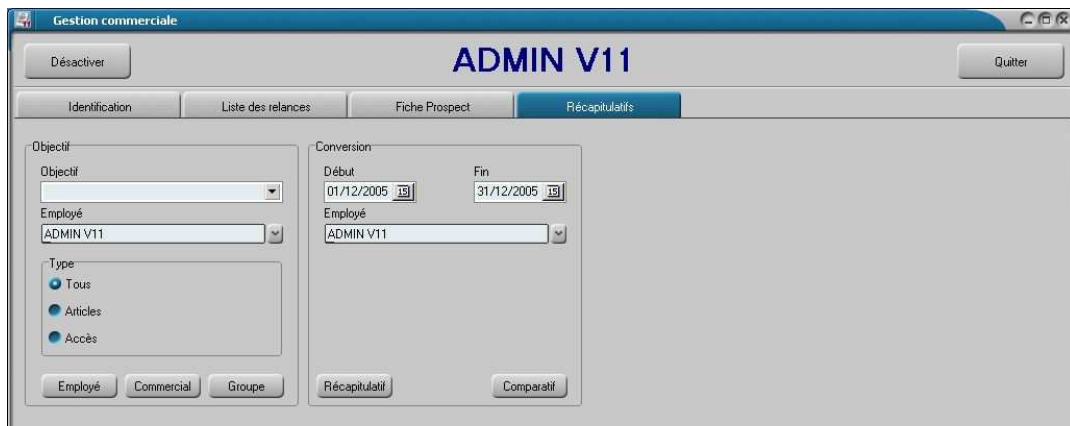 Gestion commerciale
Désactiver
ADMIN V11
Quitter
Identification
Liste des relances
Fiche Prospect
Récapitulatifs
Objectif
Objectif
Employé
ADMIN V11
Type
Tous
Articles
Accès
Employé
Commercial
Groupe
Conversion
Début
Fin
01/12/2005
15
31/12/2005
15
Employé
ADMIN V11
Récapitulatif
Comparatif